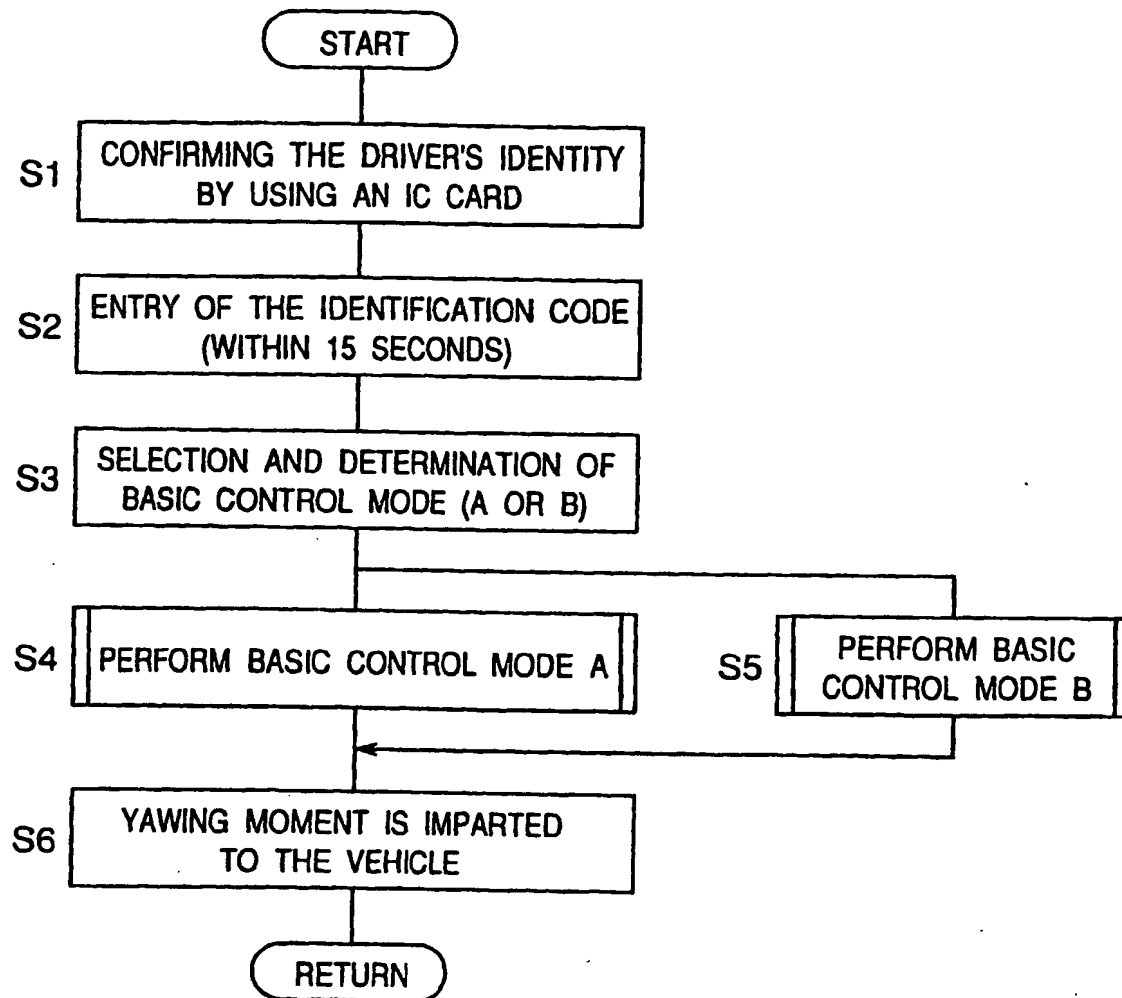 START
S1
CONFIRMING THE DRIVER'S IDENTITY
BY USING AN IC CARD
S2
ENTRY OF THE IDENTIFICATION CODE
(WITHIN 15 SECONDS)
S3
SELECTION AND DETERMINATION OF
BASIC CONTROL MODE (A OR B)
S4
PERFORM BASIC CONTROL MODE A
S5
PERFORM BASIC
CONTROL MODE B
S6
YAWING MOMENT IS IMPARTED
TO THE VEHICLE
RETURN